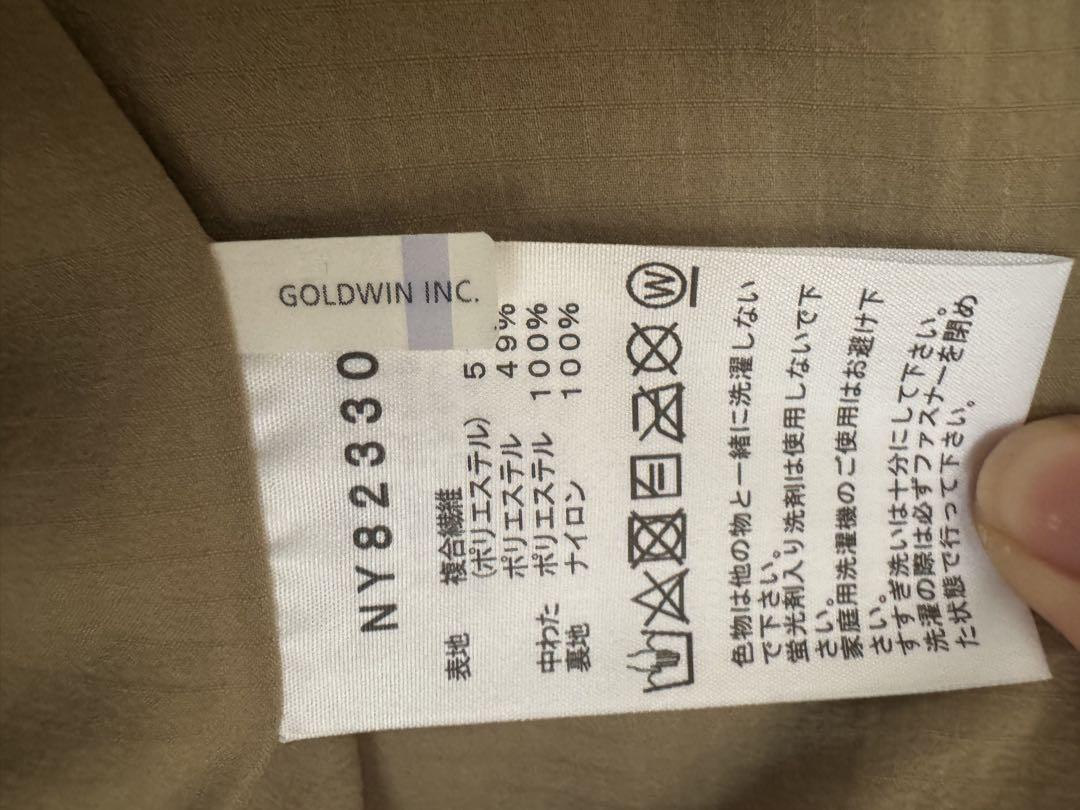 GOLDWIN INC.
NY82330
表地 複合繊維
(ポリエステル) 5
ポリエステル 49%
中わた ポリエステル 100%
裏地 ナイロン 100%
W
色物は他の物と一緒に洗濯しない
で下さい。
蛍光剤入り洗剤は使用しないで下
さい。
家庭用洗濯機のご使用はお避け下
さい。
すすぎ洗いは十分にして下さい。
洗濯の際は必ずファスナーを閉め
た状態で行って下さい。